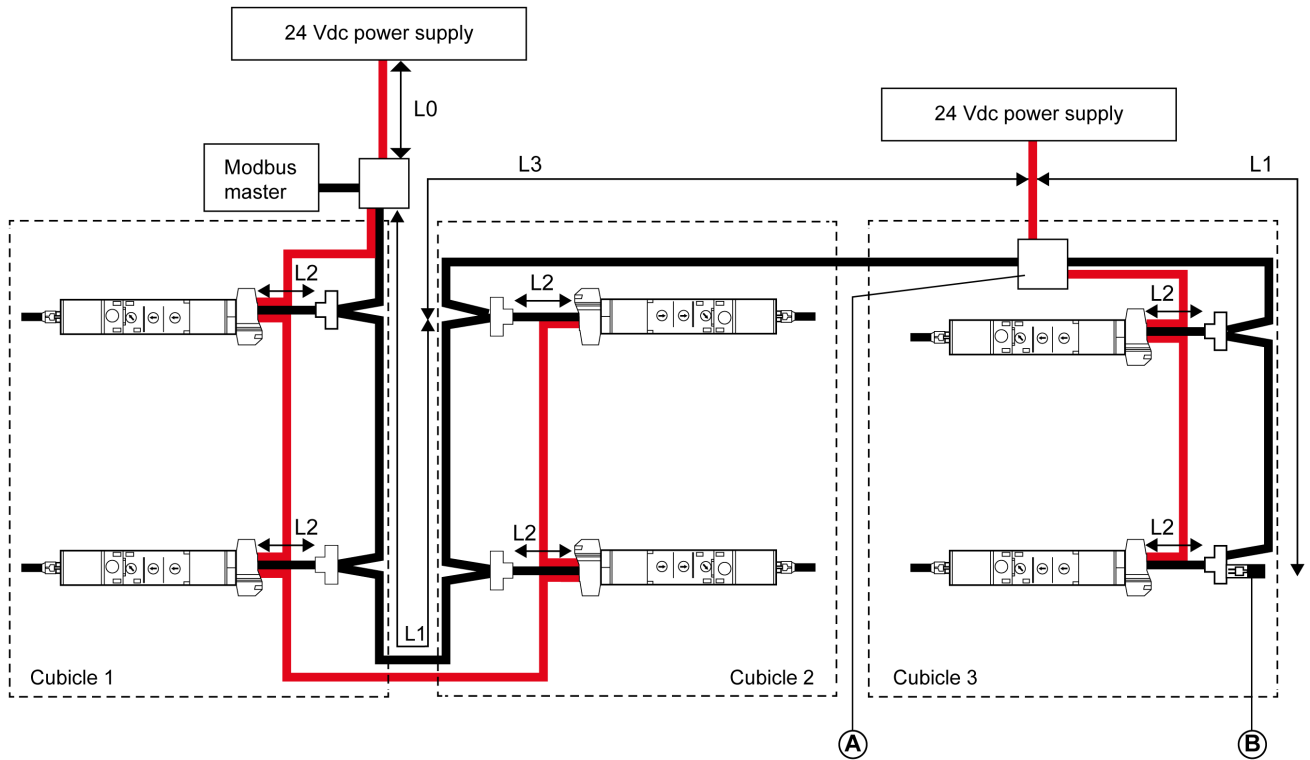 24 Vdc power supply
L0
24 Vdc power supply
Modbus
master
L3
L1
L2
L2
L2
L2
L2
L2
L1
Cubicle 1
Cubicle 2
Cubicle 3
A
B